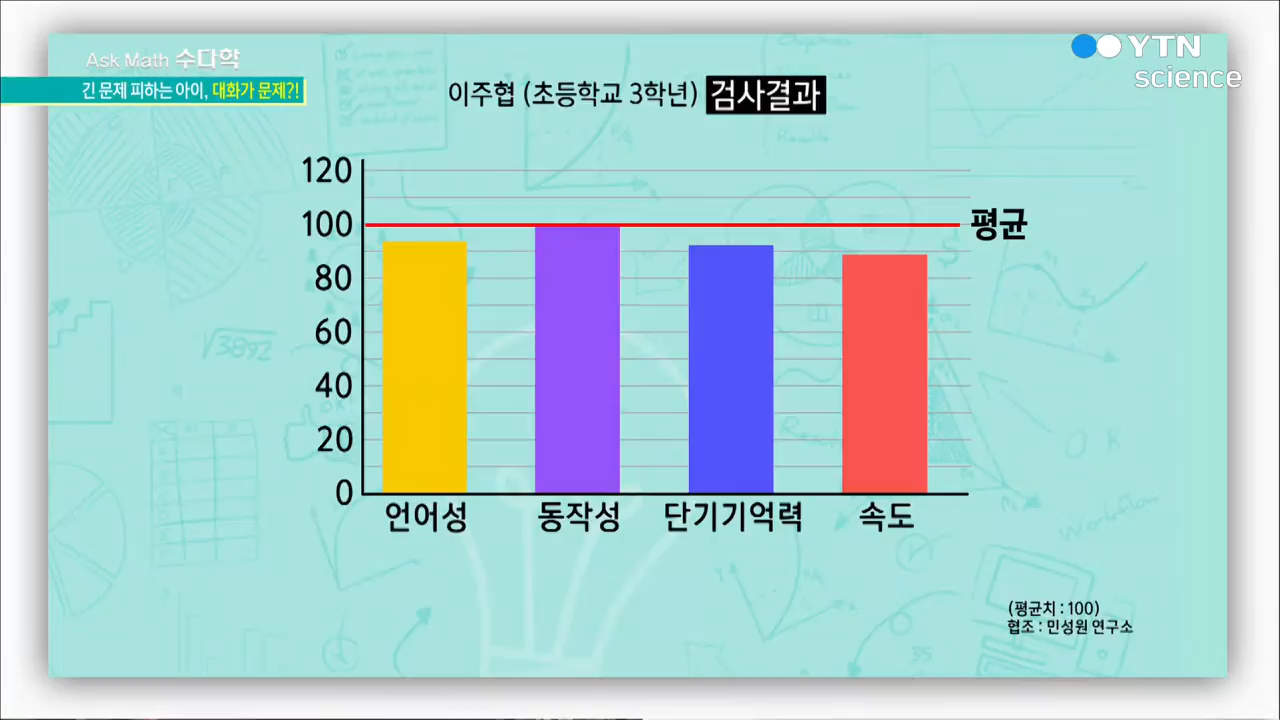 Ask Math 수다학
긴 문제 피하는 아이, 대화가 문제?!
YTN
science
이주협 (초등학교 3학년) 검사결과
120
100
평균
80
60
40
20
0
언어성 동작성 단기기억력 속도
(평균치 : 100)
협조 : 민성원 연구소
√3892
Workflow
35
K